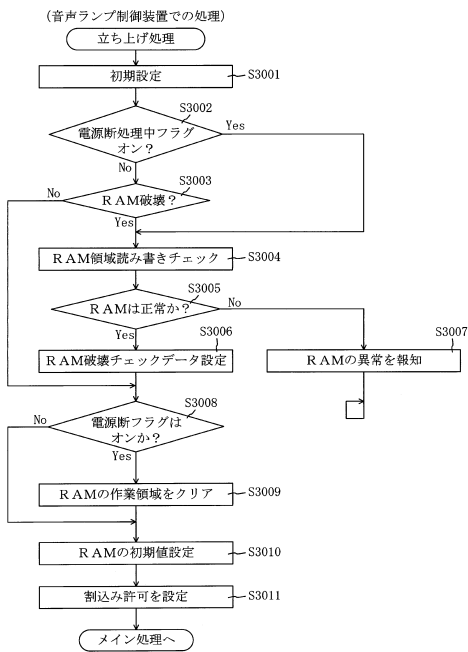 （音声ランプ制御装置での処理）
立ち上げ処理
初期設定
S3001
S3002
電源断処理中フラグ
オン？
Yes
No
S3003
No
ＲＡＭ破壊？
Yes
ＲＡＭ領域読み書きチェック
S3004
S3005
ＲＡＭは正常か？
No
Yes
S3006
S3007
ＲＡＭ破壊チェックデータ設定
ＲＡＭの異常を報知
S3008
No
電源断フラグは
オンか？
Yes
ＲＡＭの作業領域をクリア
S3009
ＲＡＭの初期値設定
S3010
割込み許可を設定
S3011
メイン処理へ